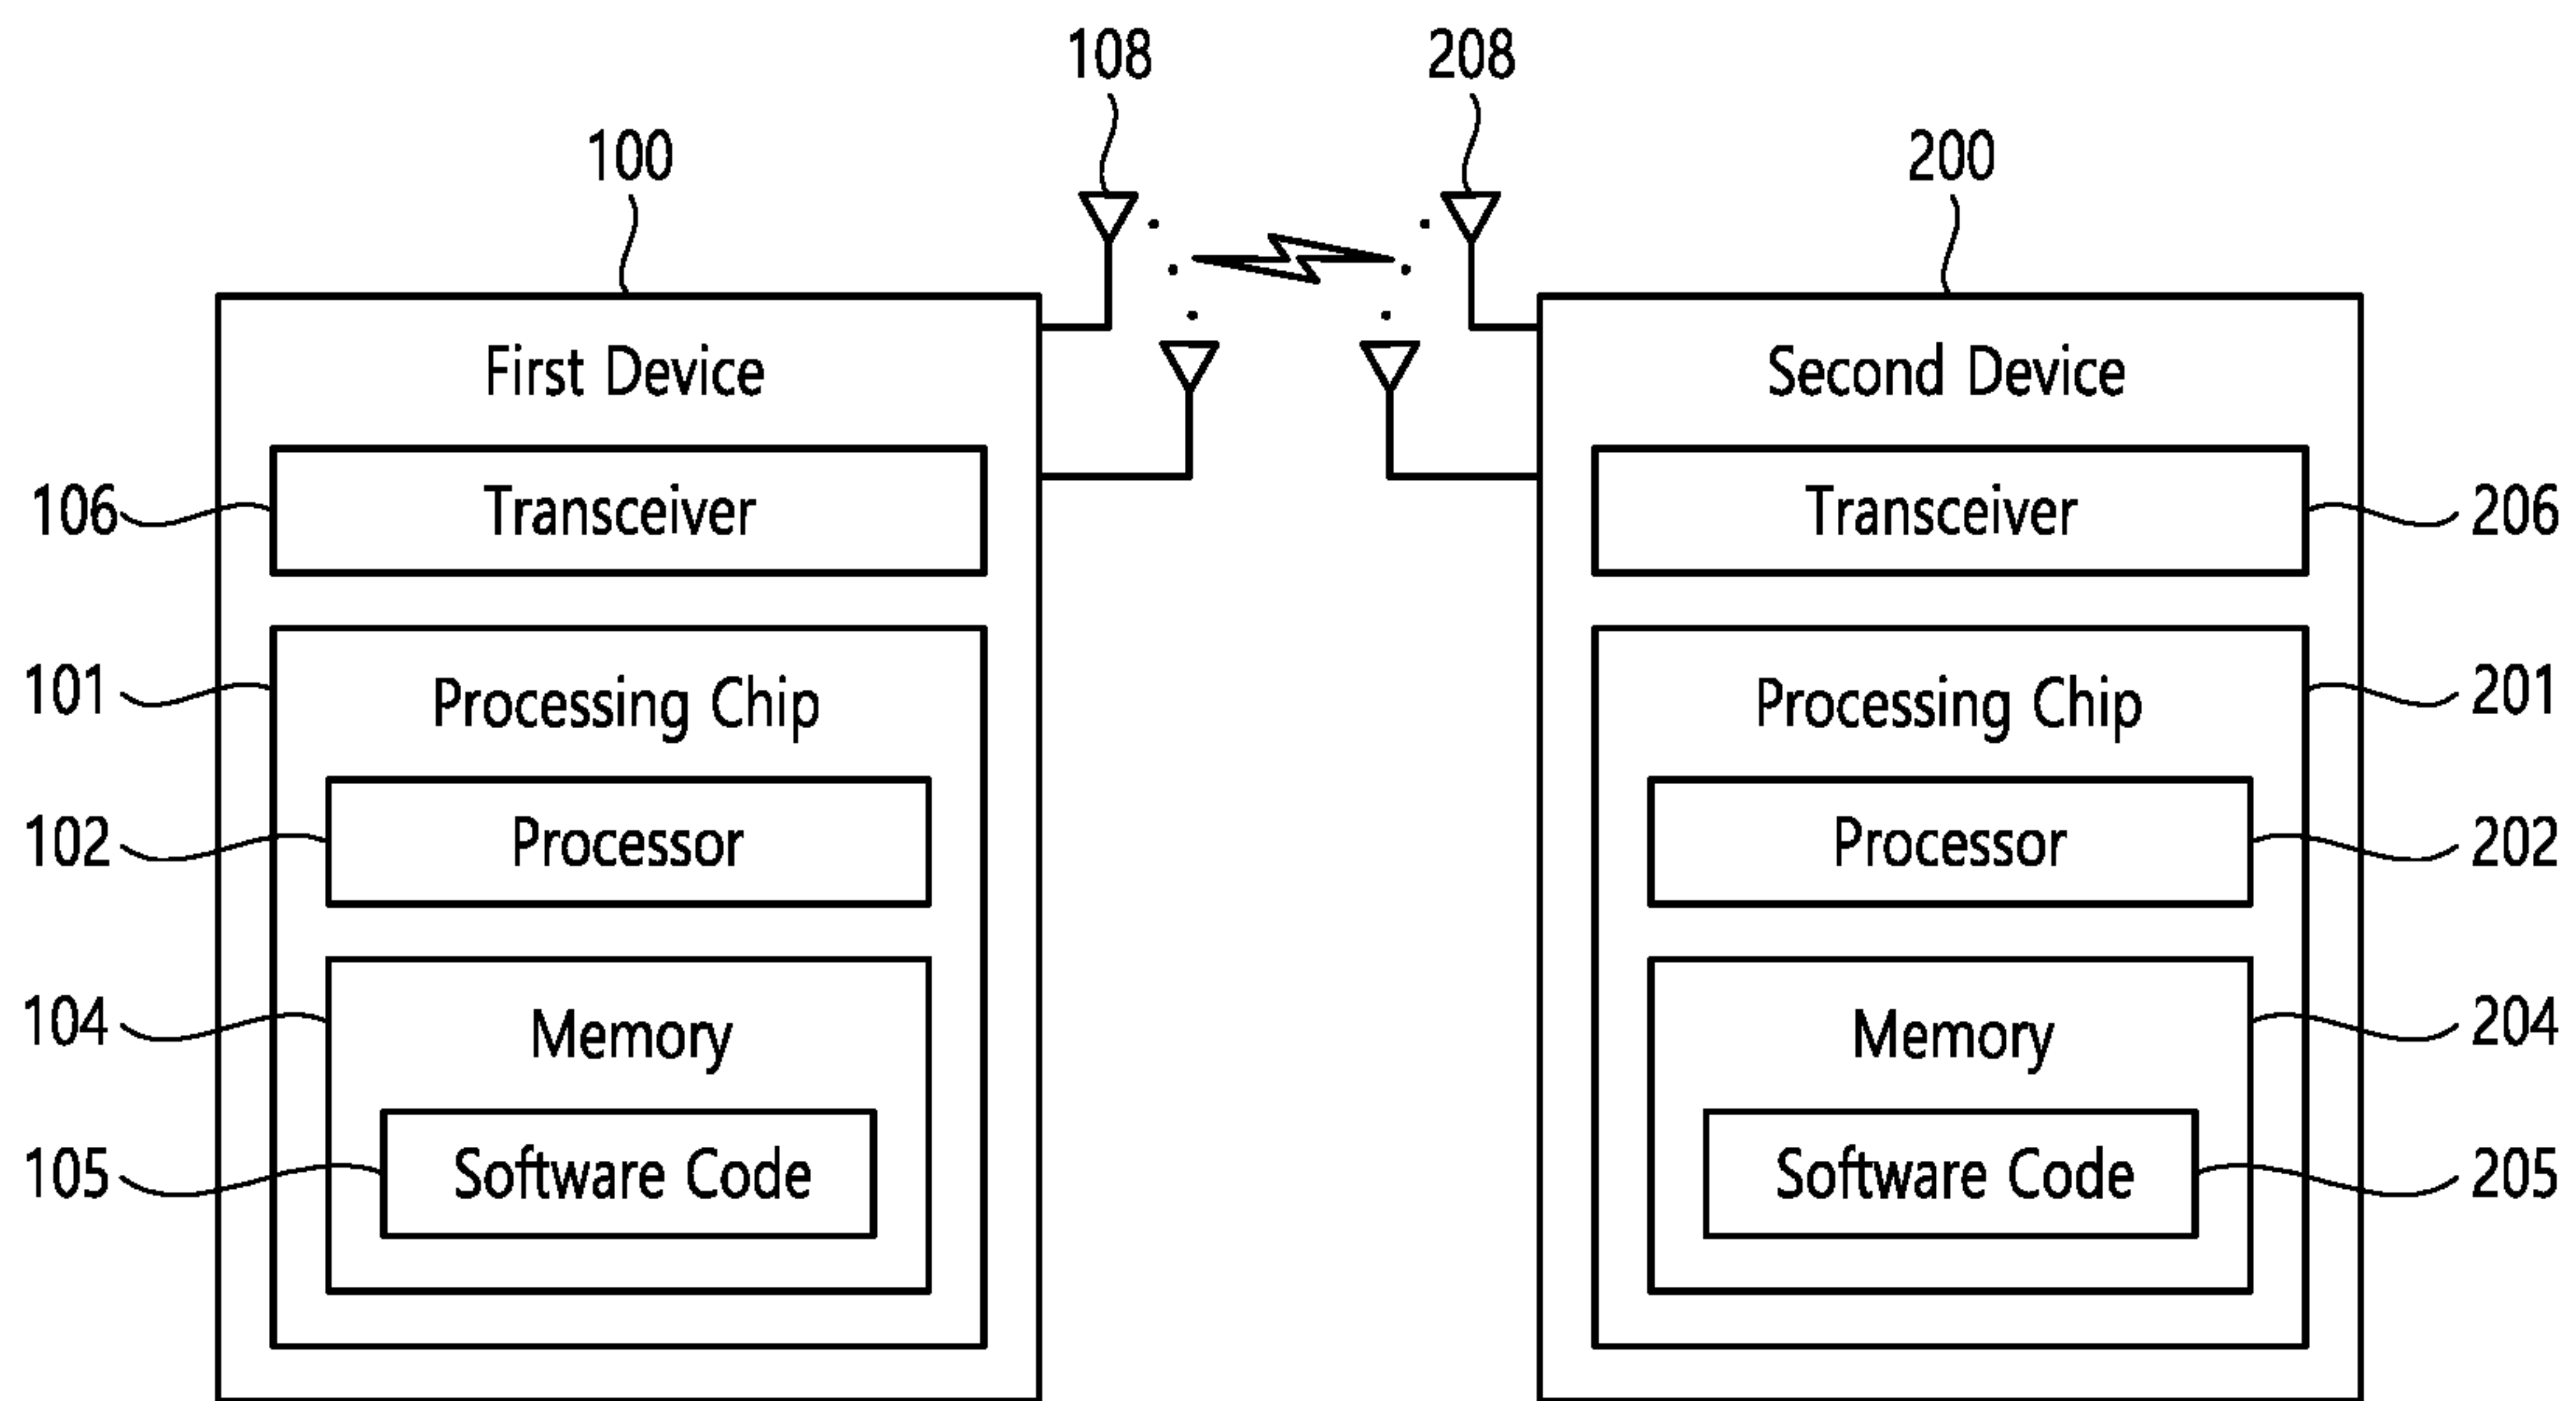 108
208
100
200
First Device
Second Device
106
Transceiver
Transceiver
206
101
Processing Chip
Processing Chip
201
102
Processor
Processor
202
104
Memory
Memory
204
105
Software Code
Software Code
205